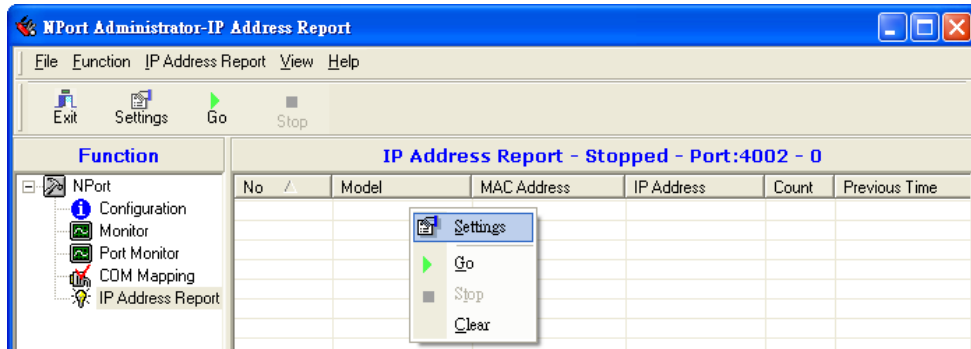 NPort Administrator-IP Address Report
File Function IP Address Report View Help
Exit Settings Go Stop
Function
IP Address Report - Stopped - Port:4002 - 0
NPort
Configuration
Monitor
Port Monitor
COM Mapping
IP Address Report
No Model MAC Address IP Address Count Previous Time
Settings
Go
Stop
Clear